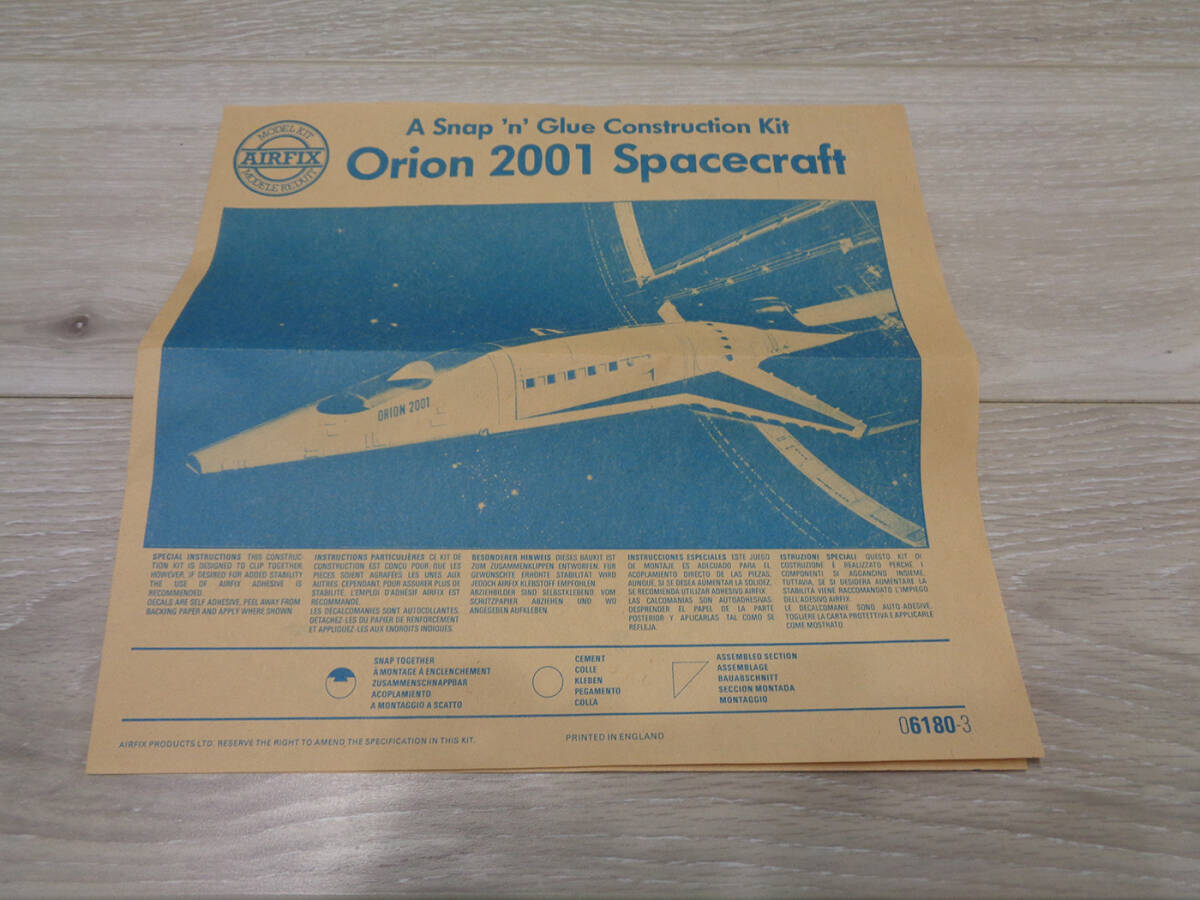 A Snap 'n' Glue Construction Kit
Orion 2001 Spacecraft
MODEL KIT
AIRFIX
MODELE REDUIT
ORION 2001
SPECIAL INSTRUCTIONS THIS CONSTRUC-
TION KIT IS DESIGNED TO CLIP TOGETHER
HOWEVER, IF DESIRED FOR ADDED STABILITY
THE USE OF AIRFIX ADHESIVE IS
RECOMMENDED.
DECALS ARE SELF ADHESIVE, PEEL AWAY FROM
BACKING PAPER AND APPLY WHERE SHOWN
INSTRUCTIONS PARTICULIÈRES CE KIT DE
CONSTRUCTION EST CONÇU POUR QUE LES
PIECES SOIENT AGRAFÉES LES UNES AUX
AUTRES CEPENDANT, POUR ASSURER PLUS DE
STABILITÉ, L'EMPLOI D'ADHÉSIF AIRFIX EST
RECOMMANDÉ.
LES DÉCALCOMANIES SONT AUTOCOLLANTES.
DÉTACHEZ-LES DU PAPIER DE RENFORCEMENT
ET APPLIQUEZ-LES AUX ENDROITS INDIQUES.
BESONDERER HINWEIS DIESES BAUKIT IST
ZUM ZUSAMMENKLIPPEN ENTWORFEN. FÜR
GEWÜNSCHTE ERHÖHTE STABILITÄT WIRD
JEDOCH AIRFIX KLEBSTOFF EMPFOHLEN
ABZIEHBILDER SIND SELBSTKLEBEND, VOM
SCHUTZPAPIER ABZIEHEN UND WO
ANGEGEBEN AUFKLEBEN
INSTRUCCIONES ESPECIALES ESTE JUEGO
DE MONTAJE ES ADECUADO PARA EL
ACOPLAMIENTO DIRECTO DE LAS PIEZAS.
AUNQUE, SI SE DESEA AUMENTAR LA SOLIDEZ,
SE RECOMIENDA UTILIZAR ADHESIVO AIRFIX
LAS CALCOMANIAS SON AUTOADHESIVAS:
DESPRENDER EL PAPEL DE LA PARTE
POSTERIOR Y APLICARLAS TAL COMO SE
REFLEJA.
ISTRUZIONI SPECIALI QUESTO KIT DI
COSTRUZIONE È REALIZZATO PERCHÉ I
COMPONENTI SI AGGANCINO INSIEME,
TUTTAVIA, SE SI DESIDERA AUMENTARE LA
STABILITÀ VIENE RACCOMANDATO L'IMPIEGO
DELL'ADESIVO AIRFIX.
LE DECALCOMANIE SONO AUTO-ADESIVE.
TOGLIERE LA CARTA PROTETTIVA E APPLICARLE
COME MOSTRATO.
SNAP TOGETHER
À MONTAGE À ENCLENCHEMENT
ZUSAMMENSCHNAPPBAR
ACOPLAMIENTO
A MONTAGGIO A SCATTO
CEMENT
COLLE
KLEBEN
PEGAMENTO
COLLA
ASSEMBLED SECTION
ASSEMBLAGE
BAUABSCHNITT
SECCION MONTADA
MONTAGGIO
06180-3
AIRFIX PRODUCTS LTD. RESERVE THE RIGHT TO AMEND THE SPECIFICATION IN THIS KIT.
PRINTED IN ENGLAND